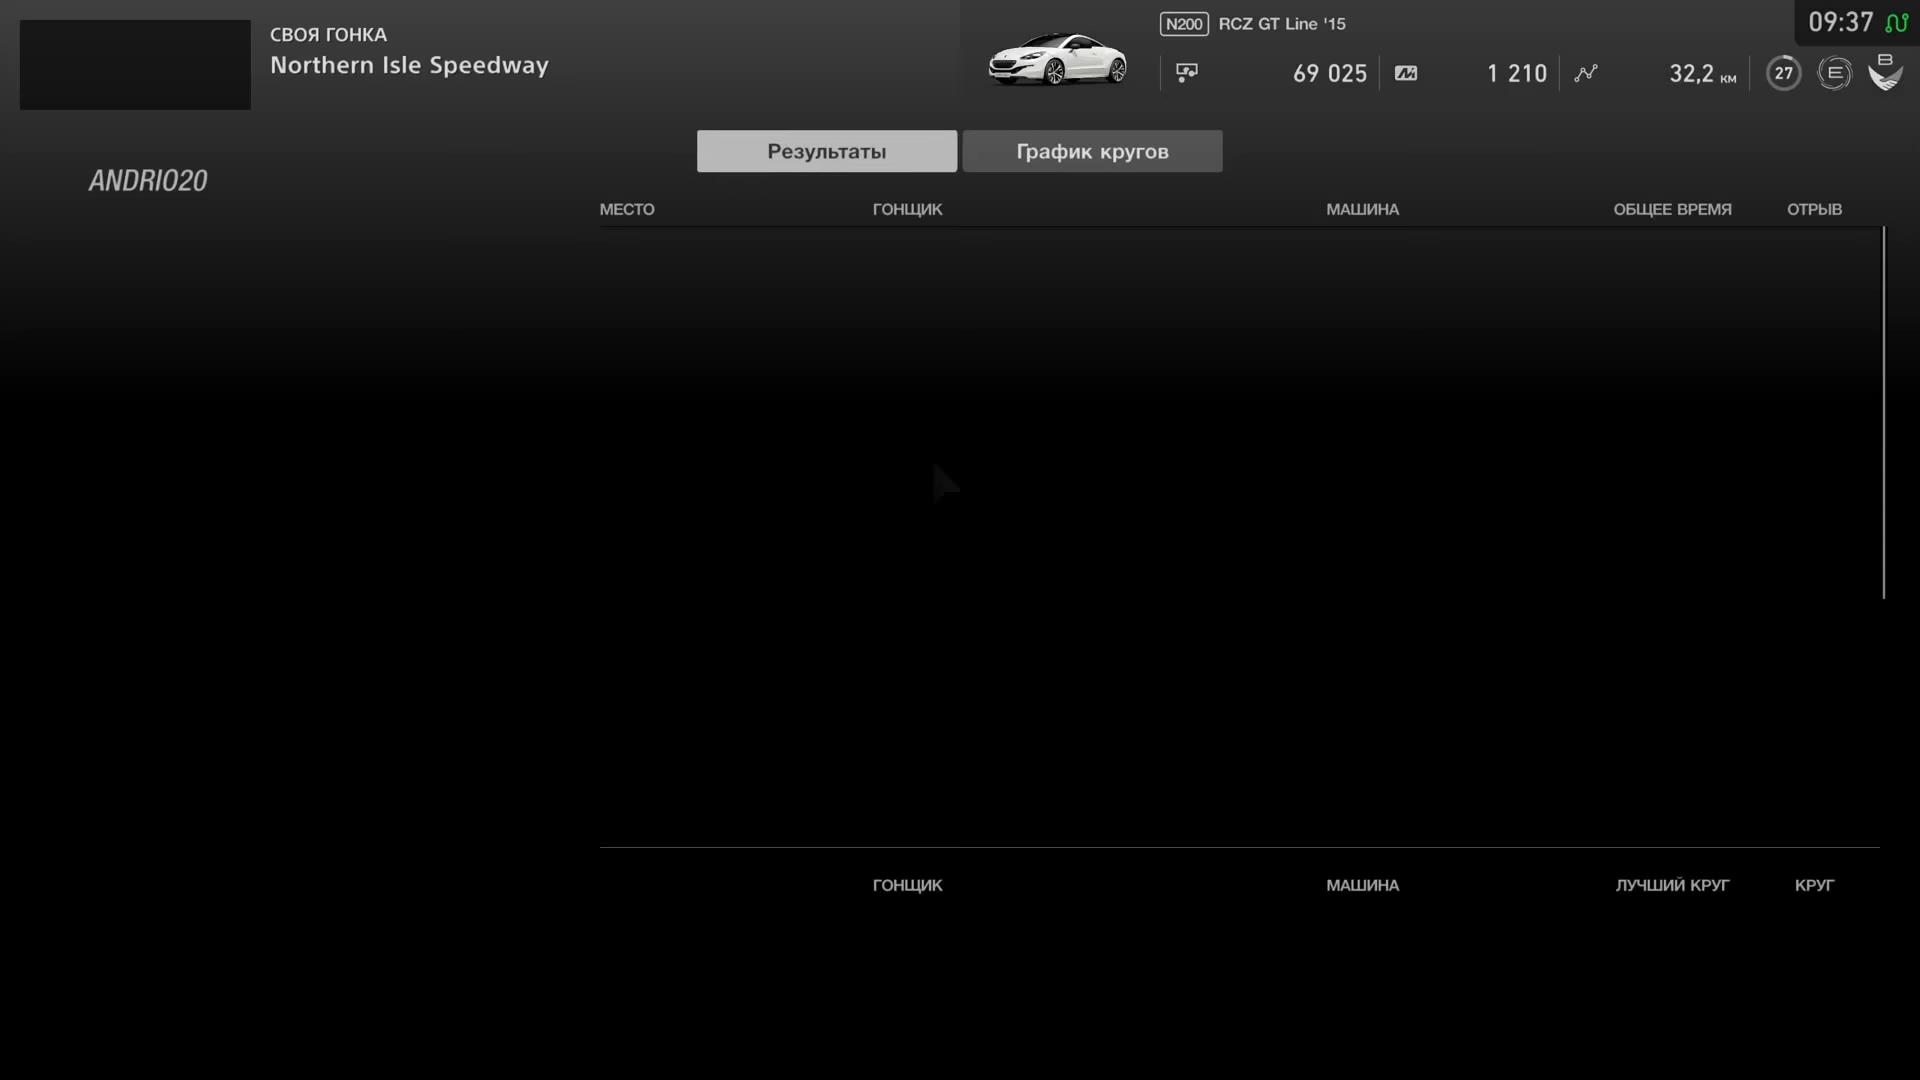 СВОЯ ГОНКА
Northern Isle Speedway
N200 RCZ GT Line '15
09:37
69 025
1 210
32,2 км
27
E
B
Результаты
График кругов
ANDRIO20
МЕСТО ГОНЩИК МАШИНА ОБЩЕЕ ВРЕМЯ ОТРЫВ
ГОНЩИК МАШИНА ЛУЧШИЙ КРУГ КРУГ